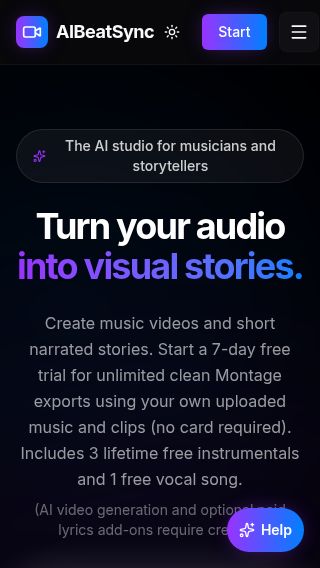 AIBeatSync
Start
The AI studio for musicians and
storytellers
Turn your audio
into visual stories.
Create music videos and short
narrated stories. Start a 7-day free
trial for unlimited clean Montage
exports using your own uploaded
music and clips (no card required).
Includes 3 lifetime free instrumentals
and 1 free vocal song.
(AI video generation and optional paid
lyrics add-ons require
Help